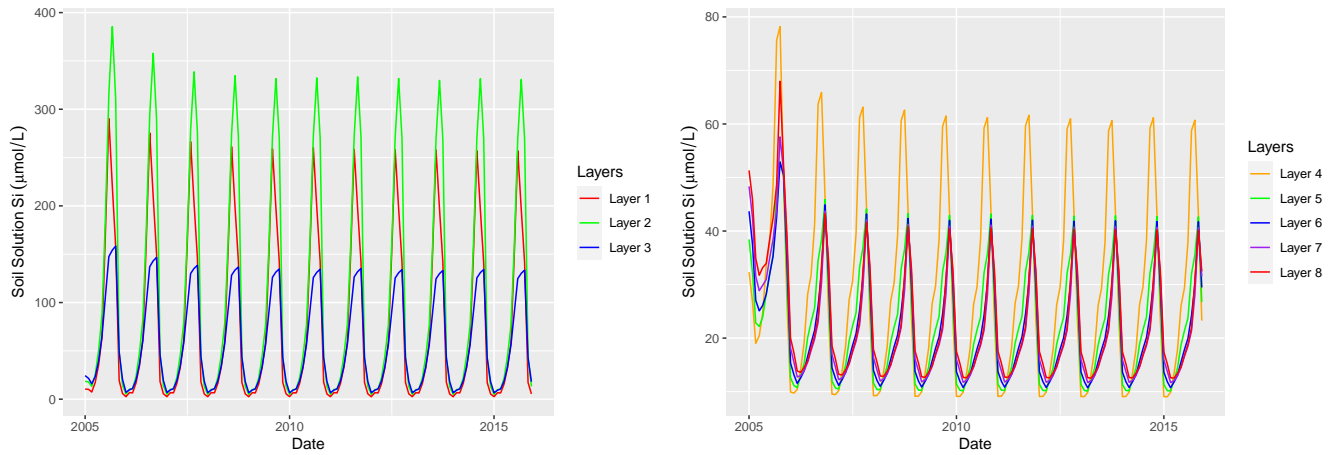 Soil Solution Si (μmol/L)
400
300
200
100
0
2005
2010
2015
Date
Layers
Layer 1
Layer 2
Layer 3
Soil Solution Si (μmol/L)
80
60
40
20
2005
2010
2015
Date
Layers
Layer 4
Layer 5
Layer 6
Layer 7
Layer 8